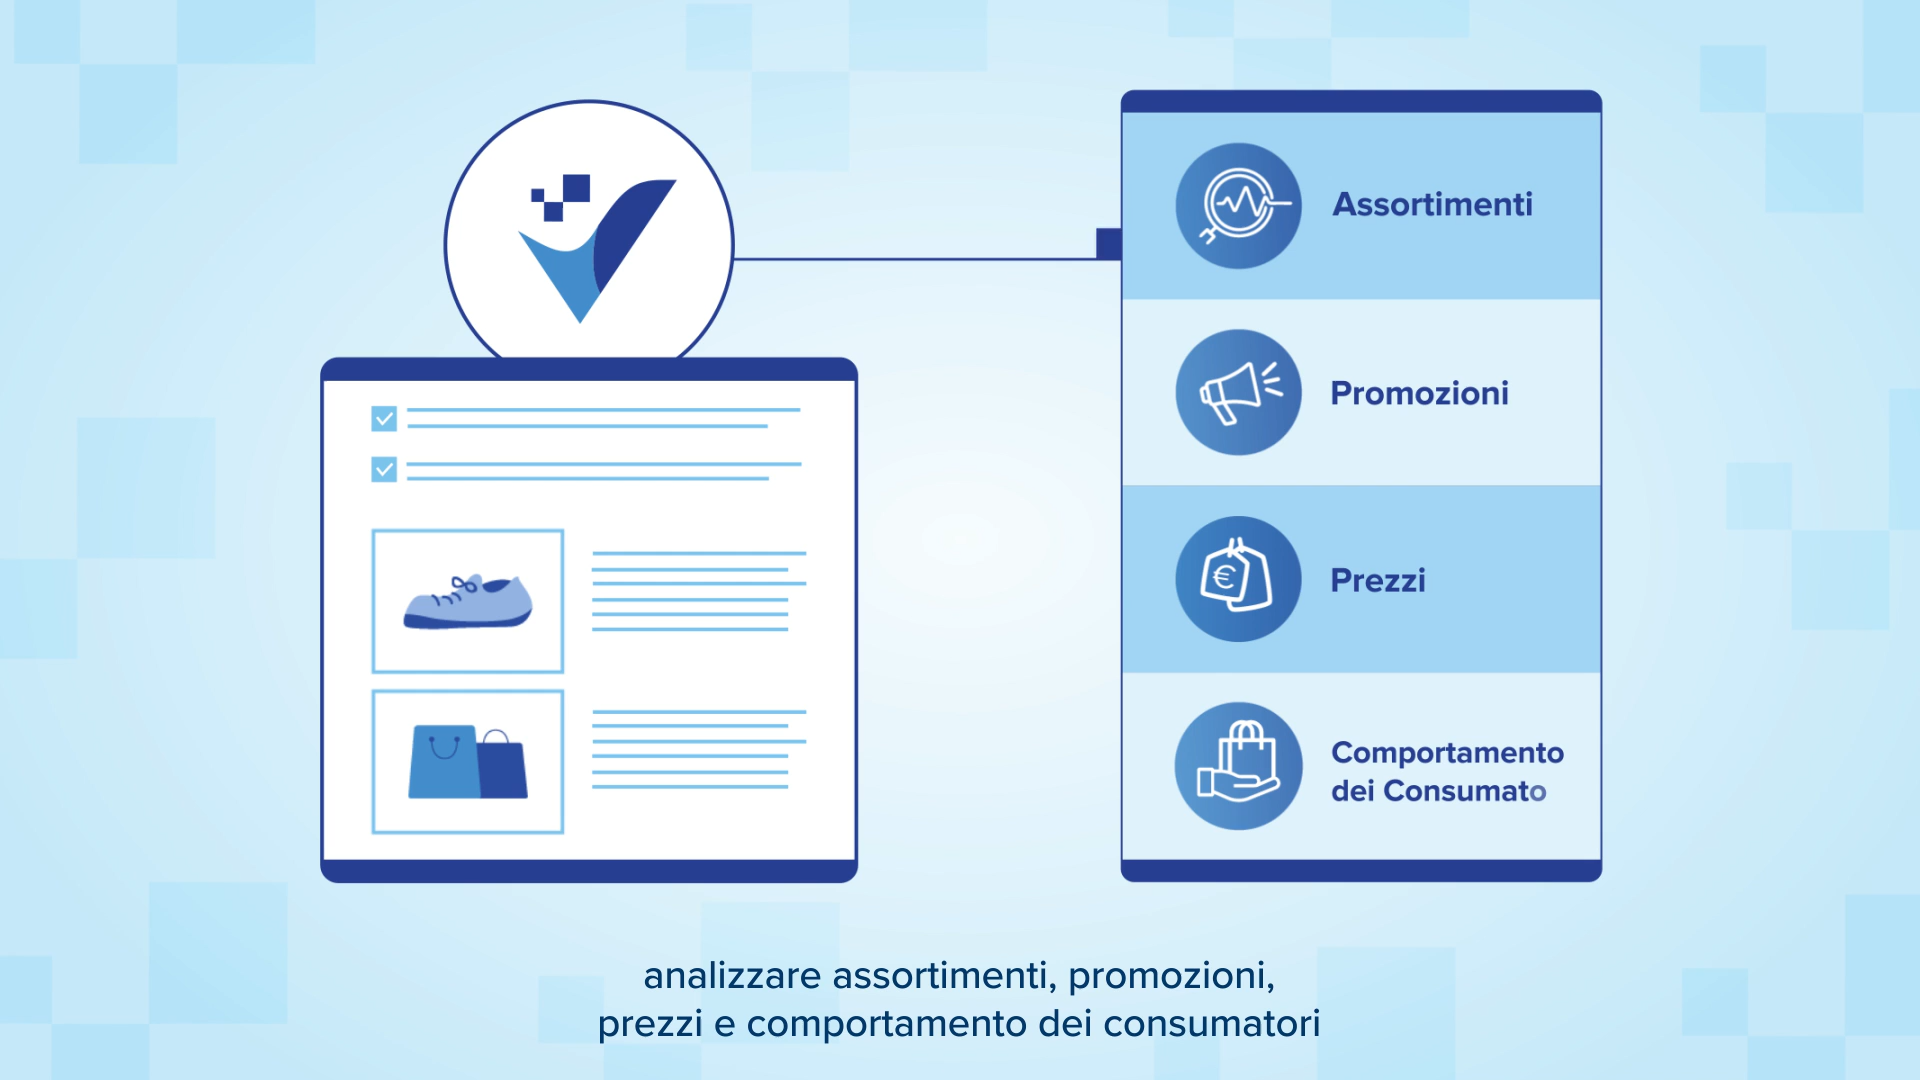 Assortimenti
Promozioni
€
Prezzi
Comportamento
dei Consumato
analizzare assortimenti, promozioni,
prezzi e comportamento dei consumatori